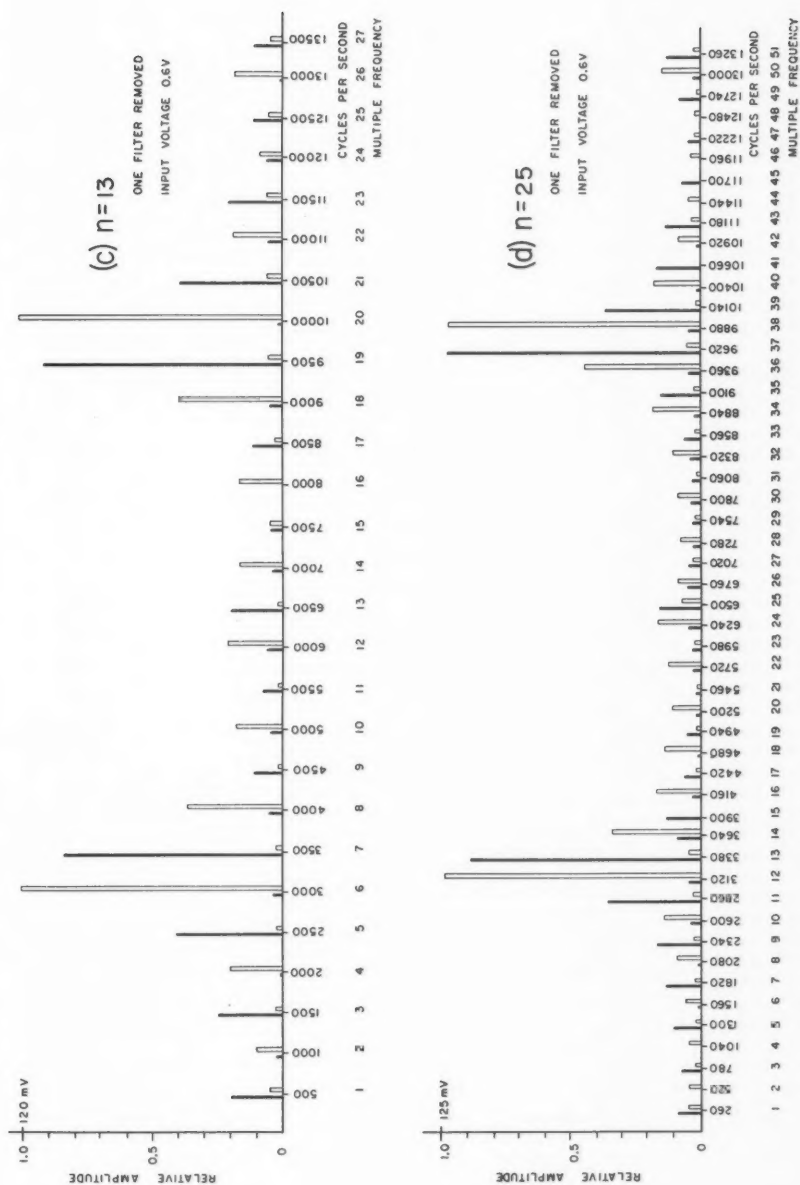 (c) n=13
ONE FILTER REMOVED
INPUT VOLTAGE 0.6V
1.0 120 mV
0.5
0
RELATIVE
AMPLITUDE
500 1000 1500 2000 2500 3000 3500 4000 4500 5000 5500 6000 6500 7000 7500 8000 8500 9000 9500 10000 10500 11000 11500 12000 12500 13000 13500
CYCLES PER SECOND
1 2 3 4 5 6 7 8 9 10 11 12 13 14 15 16 17 18 19 20 21 22 23 24 25 26 27
MULTIPLE FREQUENCY
(d) n=25
ONE FILTER REMOVED
INPUT VOLTAGE 0.6V
1.0 125 mV
0.5
0
RELATIVE
AMPLITUDE
260 520 780 1040 1300 1560 1820 2080 2340 2600 2860 3120 3380 3640 3900 4160 4420 4680 4940 5200 5460 5720 5980 6240 6500 6760 7020 7280 7540 7800 8060 8320 8560 8840 9100 9360 9620 9880 10140 10400 10660 10920 11180 11440 11700 11960 12220 12480 12740 13000 13260
CYCLES PER SECOND
1 2 3 4 5 6 7 8 9 10 11 12 13 14 15 16 17 18 19 20 21 22 23 24 25 26 27 28 29 30 31 32 33 34 35 36 37 38 39 40 41 42 43 44 45 46 47 48 49 50 51
MULTIPLE FREQUENCY